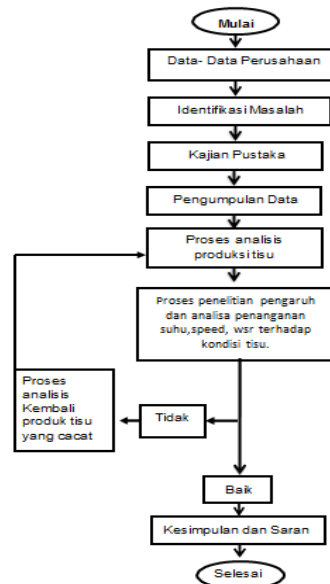 Mulai
Data- Data Perusahaan
Identifikasi Masalah
Kajian Pustaka
Pengumpulan Data
Proses analisis
produksi tisu
Proses penelitian pengaruh
dan analisa penanganan
suhu,speed, wsr terhadap
kondisi tisu.
Proses
analisis
Kembali
produk tisu
yang cacat
Tidak
Baik
Kesimpulan dan Saran
Selesai